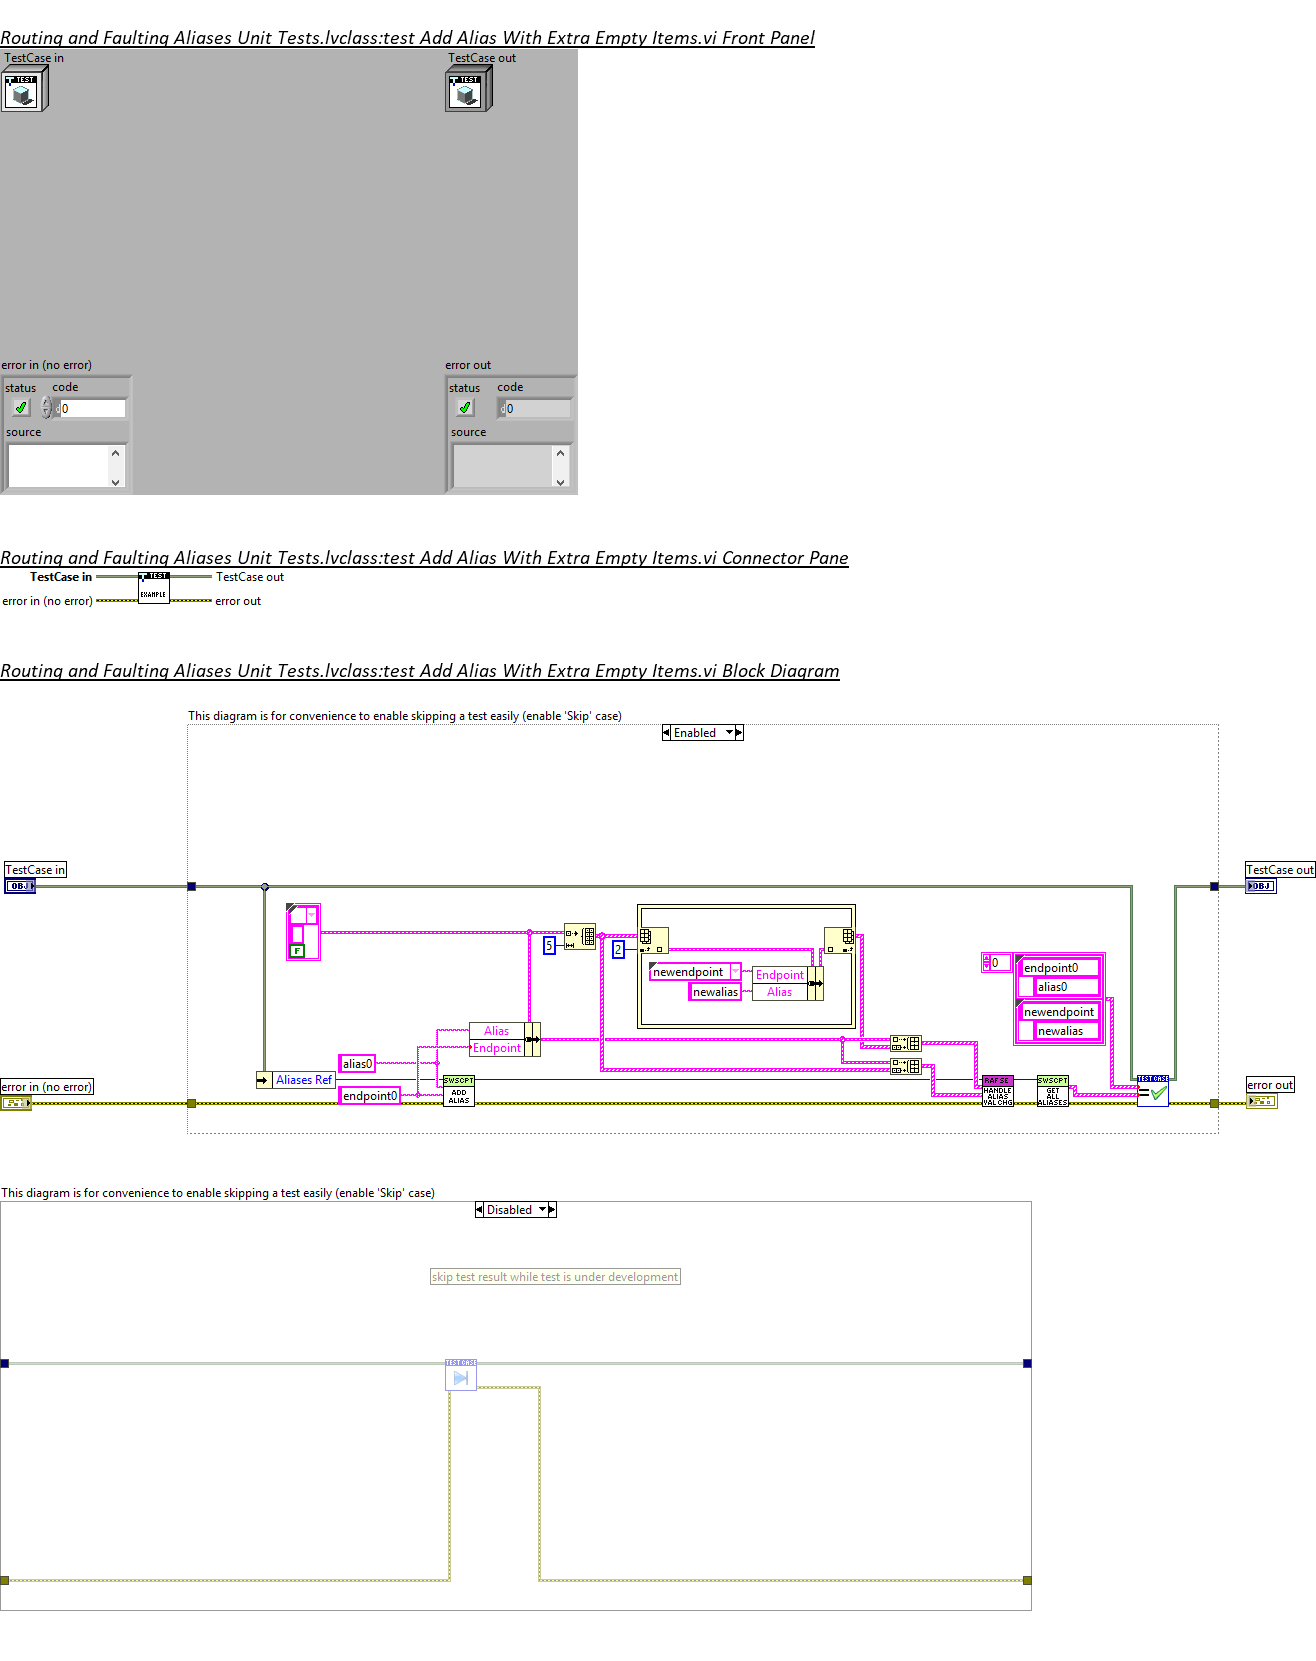 Routing and Faulting Aliases Unit Tests.lvclass:test Add Alias With Extra Empty Items.vi Front Panel
TestCase in
TestCase out
TEST
TEST
error in (no error)
error out
status
code
status
code
d0
d0
source
source
Routing and Faulting Aliases Unit Tests.lvclass:test Add Alias With Extra Empty Items.vi Connector Pane
TestCase in
TEST
EXAMPLE
TestCase out
error in (no error)
error out
Routing and Faulting Aliases Unit Tests.lvclass:test Add Alias With Extra Empty Items.vi Block Diagram
This diagram is for convenience to enable skipping a test easily (enable 'Skip' case)
Enabled
TestCase in
OBJ
TestCase out
OBJ
F
5
2
newendpoint
Endpoint
newalias
Alias
0
endpoint0
alias0
newendpoint
newalias
Alias
Endpoint
alias0
Aliases Ref
endpoint0
SWSCPT
ADD
ALIAS
RAF SE
HANDLE
ALIAS
VAL CHG
SWSCPT
GET
ALL
ALIASES
TEST CASE
error in (no error)
error out
This diagram is for convenience to enable skipping a test easily (enable 'Skip' case)
Disabled
skip test result while test is under development
TEST CASE